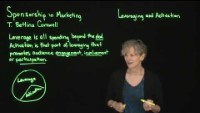 Sponsorship in Marketing
T. Bettina Cornwell
Leverage is all spending beyond the deal
Activation is that part of leveraging that
promotes audience engagement, involvement
or participation.
Leveraging and Activation
Leverage
Activation